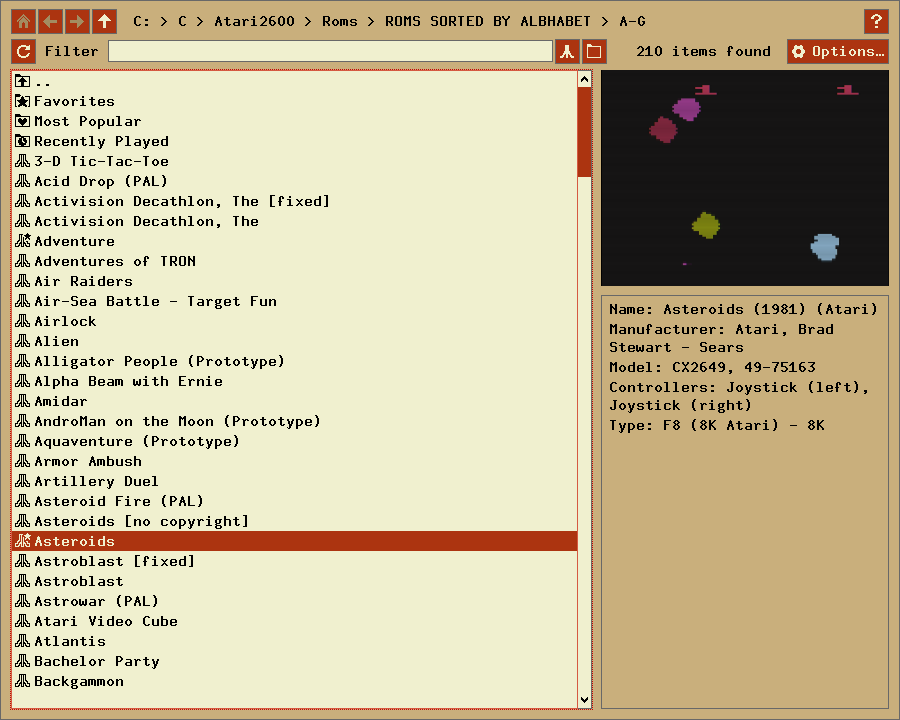 C: > C > Atari2600 > Roms > ROMS SORTED BY ALBHABET > A-G
?
Filter
210 items found
Options…
..
Favorites
Most Popular
Recently Played
3-D Tic-Tac-Toe
Acid Drop (PAL)
Activision Decathlon, The [fixed]
Activision Decathlon, The
Adventure
Adventures of TRON
Air Raiders
Air-Sea Battle - Target Fun
Airlock
Alien
Alligator People (Prototype)
Alpha Beam with Ernie
Amidar
AndroMan on the Moon (Prototype)
Aquaventure (Prototype)
Armor Ambush
Artillery Duel
Asteroid Fire (PAL)
Asteroids [no copyright]
Asteroids
Astroblast [fixed]
Astroblast
Astrowar (PAL)
Atari Video Cube
Atlantis
Bachelor Party
Backgammon
Name: Asteroids (1981) (Atari)
Manufacturer: Atari, Brad
Stewart - Sears
Model: CX2649, 49-75163
Controllers: Joystick (left),
Joystick (right)
Type: F8 (8K Atari) - 8K